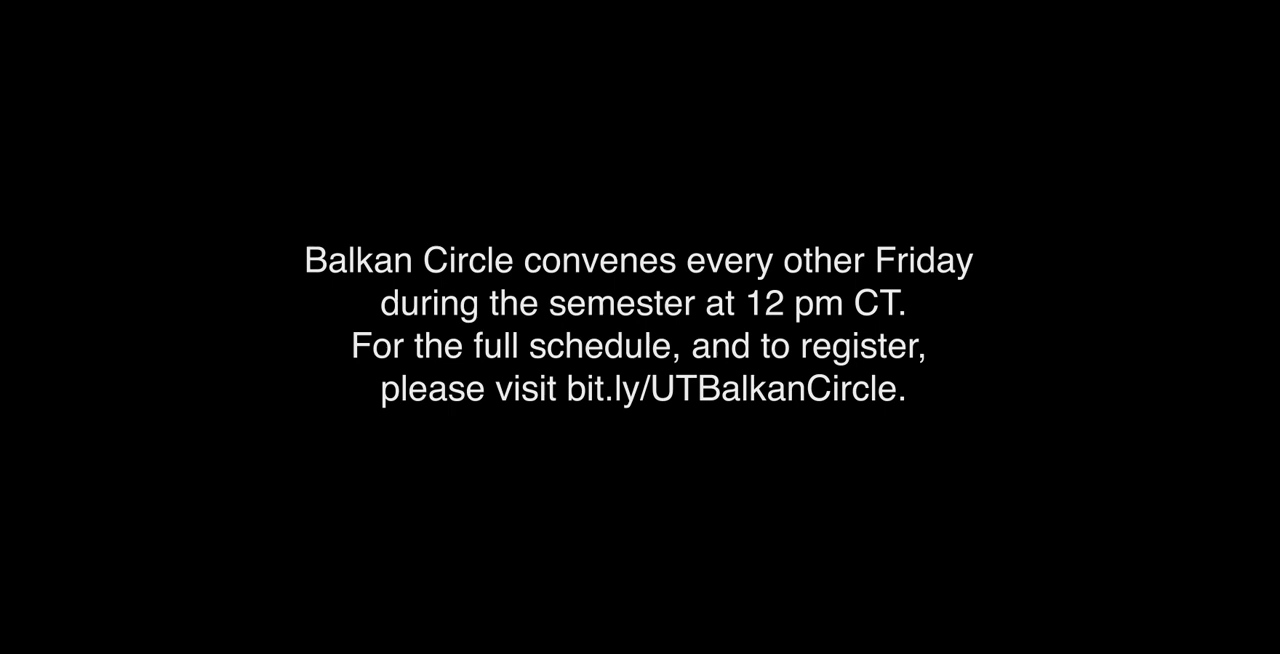 Balkan Circle convenes every other Friday
during the semester at 12 pm CT.
For the full schedule, and to register,
please visit bit.ly/UTBalkanCircle.